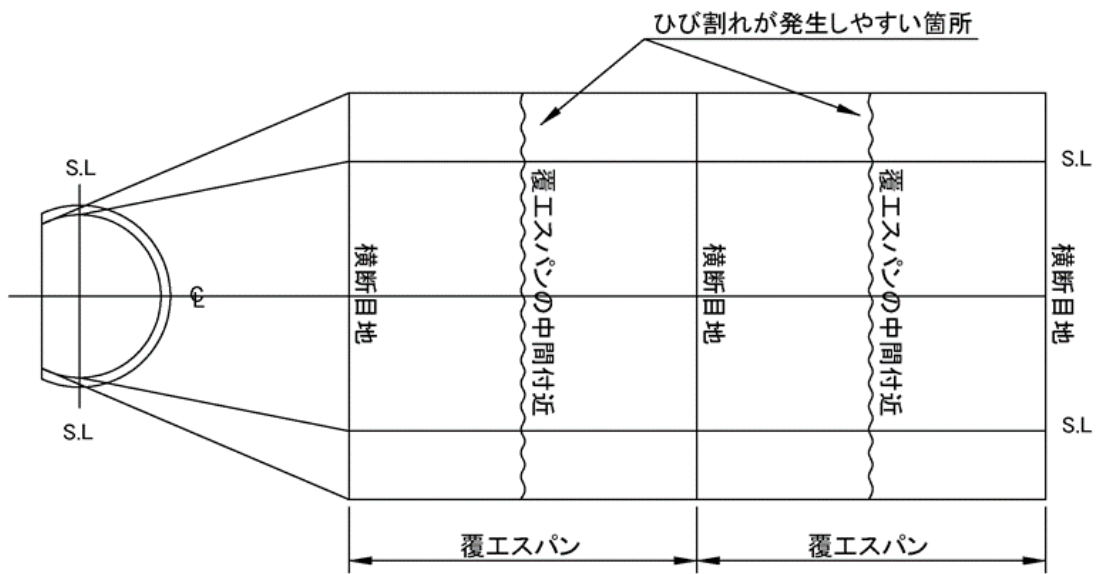 ひび割れが発生しやすい箇所
S.L
S.L
覆工スパンの中間付近
覆工スパンの中間付近
横断目地
横断目地
横断目地
CL
S.L
S.L
覆工スパン
覆工スパン